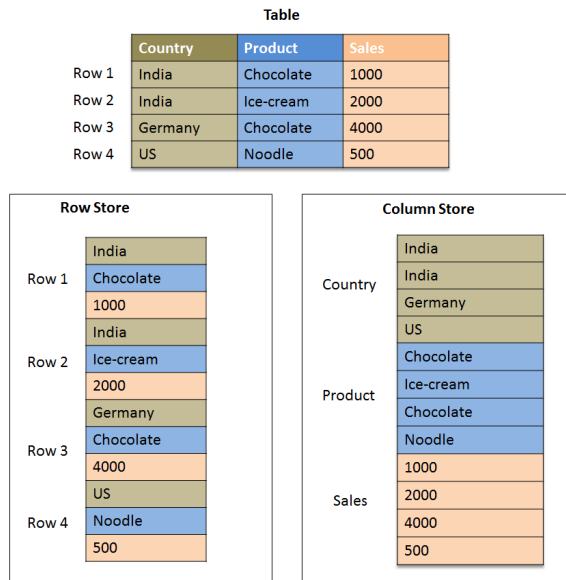 Table
Country Product Sales
Row 1 India Chocolate 1000
Row 2 India Ice-cream 2000
Row 3 Germany Chocolate 4000
Row 4 US Noodle 500
Row Store
Row 1
India
Chocolate
1000
Row 2
India
Ice-cream
2000
Row 3
Germany
Chocolate
4000
Row 4
US
Noodle
500
Column Store
Country
India
India
Germany
US
Product
Chocolate
Ice-cream
Chocolate
Noodle
Sales
1000
2000
4000
500